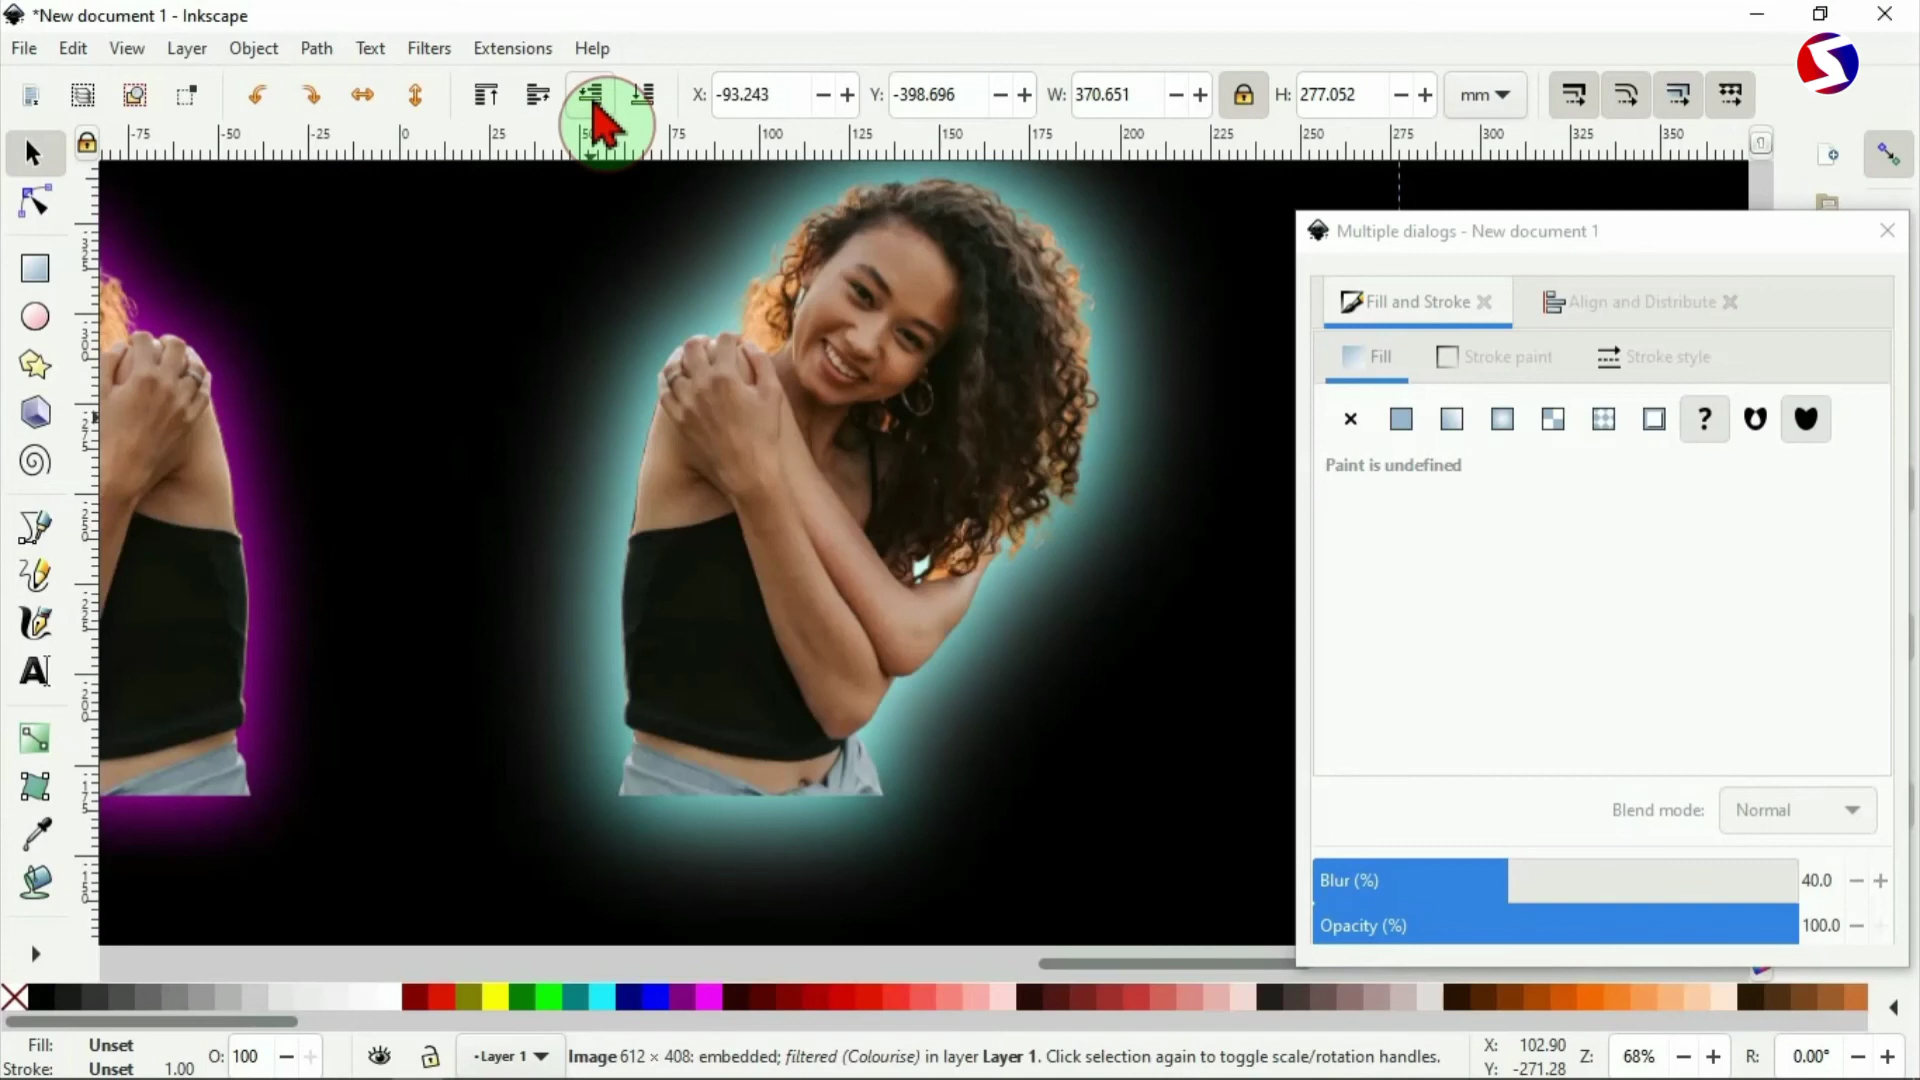 *New document 1 - Inkscape
File Edit View Layer Object Path Text Filters Extensions Help
X: -93.243 Y: -398.696 W: 370.651 H: 277.052 mm
-75 -50 -25 0 25 50 75 100 125 150 175 200 225 250 275 300 325 350
Multiple dialogs - New document 1
Fill and Stroke Align and Distribute
Fill Stroke paint Stroke style
?
Paint is undefined
Blend mode: Normal
Blur (%) 40.0
Opacity (%) 100.0
Fill: Unset
Stroke: Unset 1.00
O: 100
•Layer 1
Image 612 × 408: embedded; filtered (Colourise) in layer Layer 1. Click selection again to toggle scale/rotation handles.
X: 102.90
Y: -271.28
Z: 68%
R: 0.00°